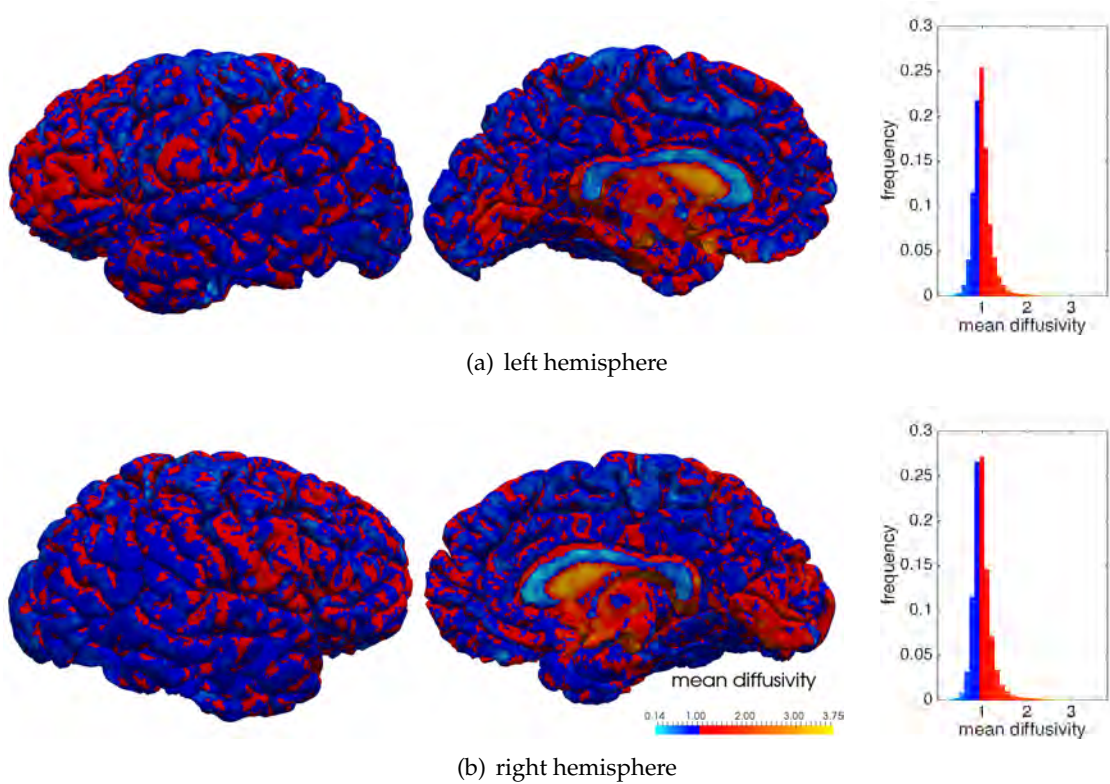 0.3
0.25
0.2
0.15
0.1
0.05
0
frequency
1 2 3
mean diffusivity
(a) left hemisphere
0.3
0.25
0.2
0.15
0.1
0.05
0
frequency
1 2 3
mean diffusivity
mean diffusivity
0.14 1.00 2.00 3.00 3.75
(b) right hemisphere